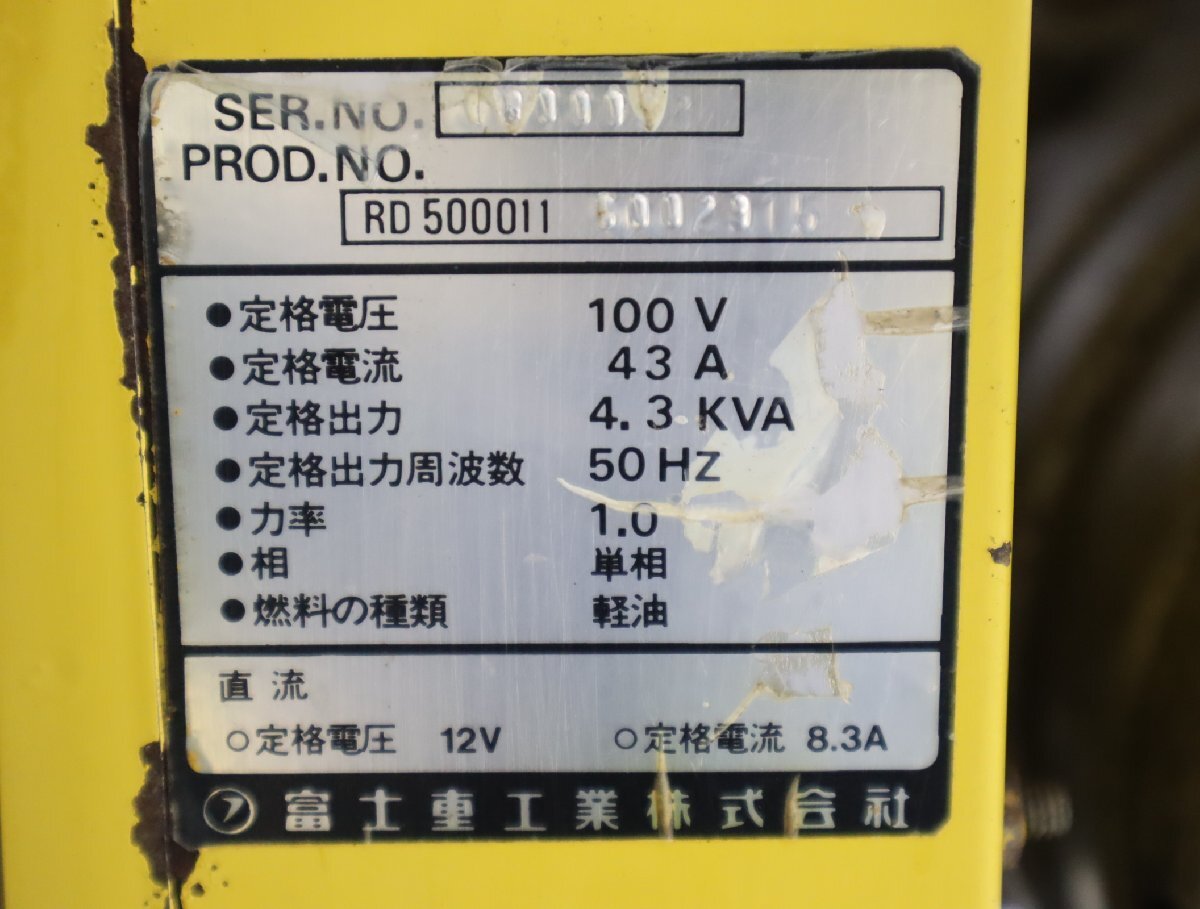 SER.NO.
PROD.NO.
RD 500011 6002915
●定格電圧 100 V
●定格電流 43 A
●定格出力 4.3 KVA
●定格出力周波数 50 HZ
●力率 1.0
●相 単相
●燃料の種類 軽油
直流
○定格電圧 12V ○定格電流 8.3A
富士重工業株式会社